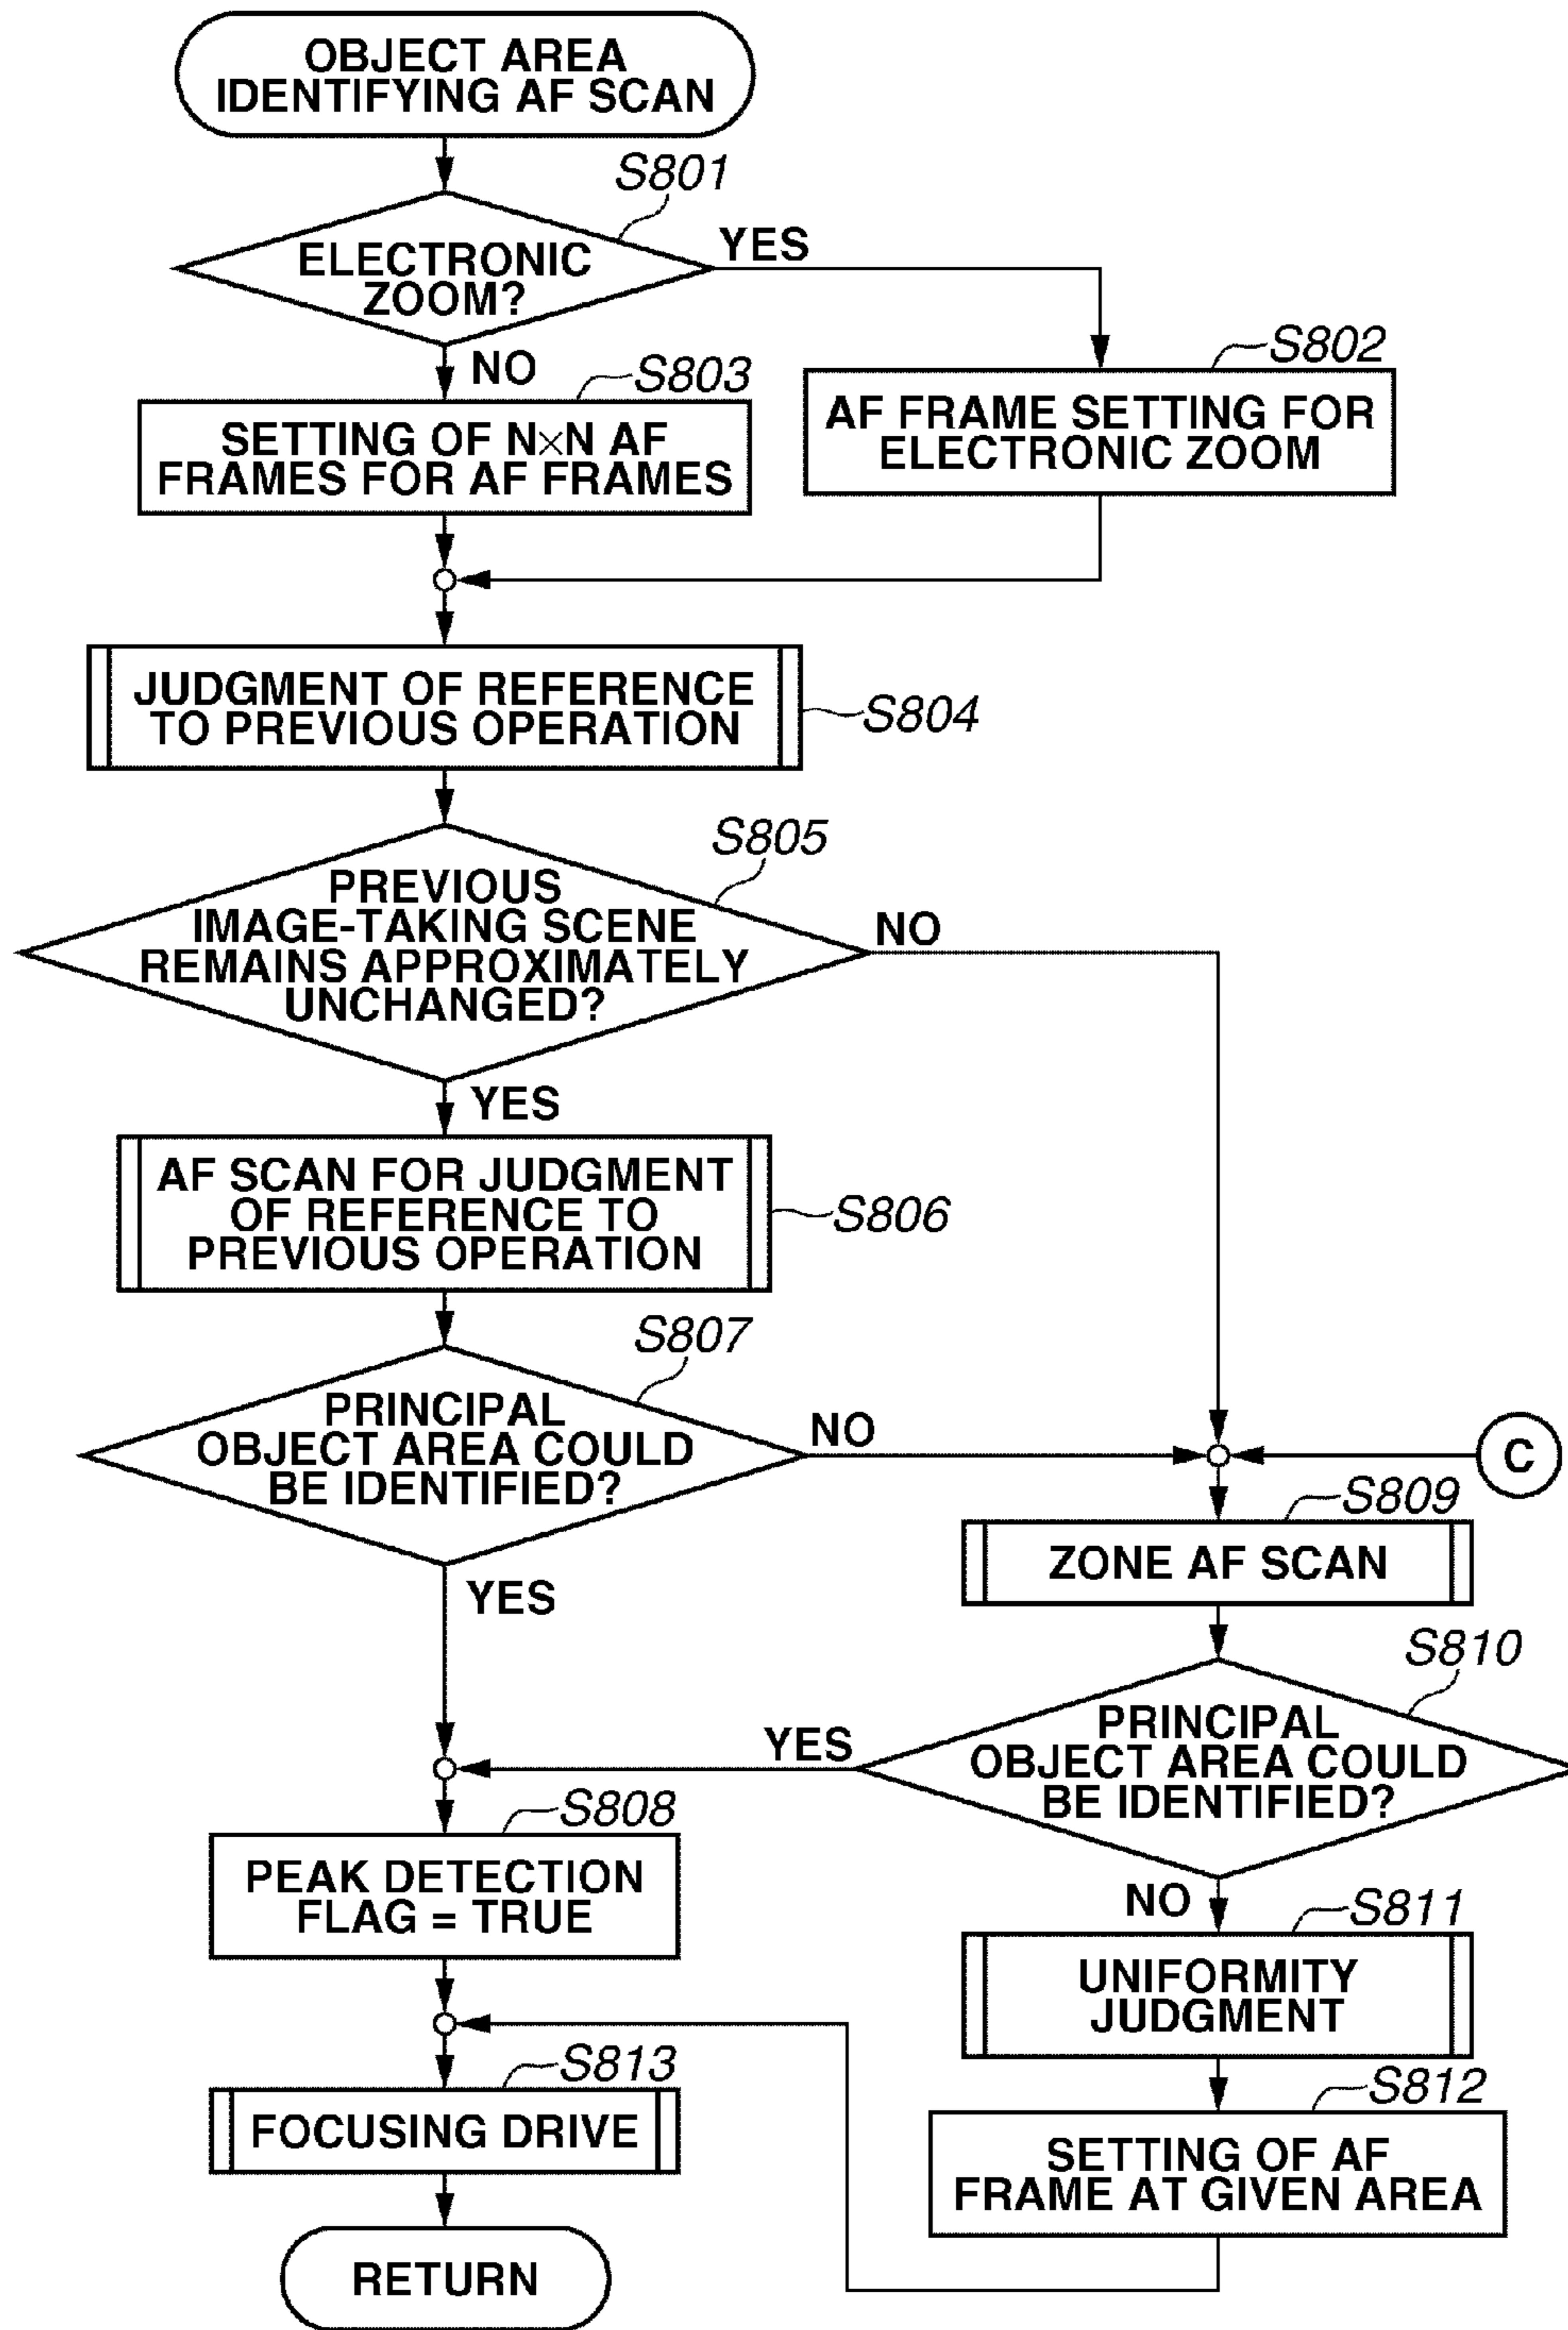 OBJECT AREA
IDENTIFYING AF SCAN
S801
ELECTRONIC
ZOOM?
YES
NO
S802
AF FRAME SETTING FOR
ELECTRONIC ZOOM
S803
SETTING OF N×N AF
FRAMES FOR AF FRAMES
JUDGMENT OF REFERENCE
TO PREVIOUS OPERATION
S804
S805
PREVIOUS
IMAGE-TAKING SCENE
REMAINS APPROXIMATELY
UNCHANGED?
NO
YES
AF SCAN FOR JUDGMENT
OF REFERENCE TO
PREVIOUS OPERATION
S806
S807
PRINCIPAL
OBJECT AREA COULD
BE IDENTIFIED?
NO
YES
C
S809
ZONE AF SCAN
S810
PRINCIPAL
OBJECT AREA COULD
BE IDENTIFIED?
YES
NO
S808
PEAK DETECTION
FLAG = TRUE
S811
UNIFORMITY
JUDGMENT
S812
SETTING OF AF
FRAME AT GIVEN AREA
S813
FOCUSING DRIVE
RETURN